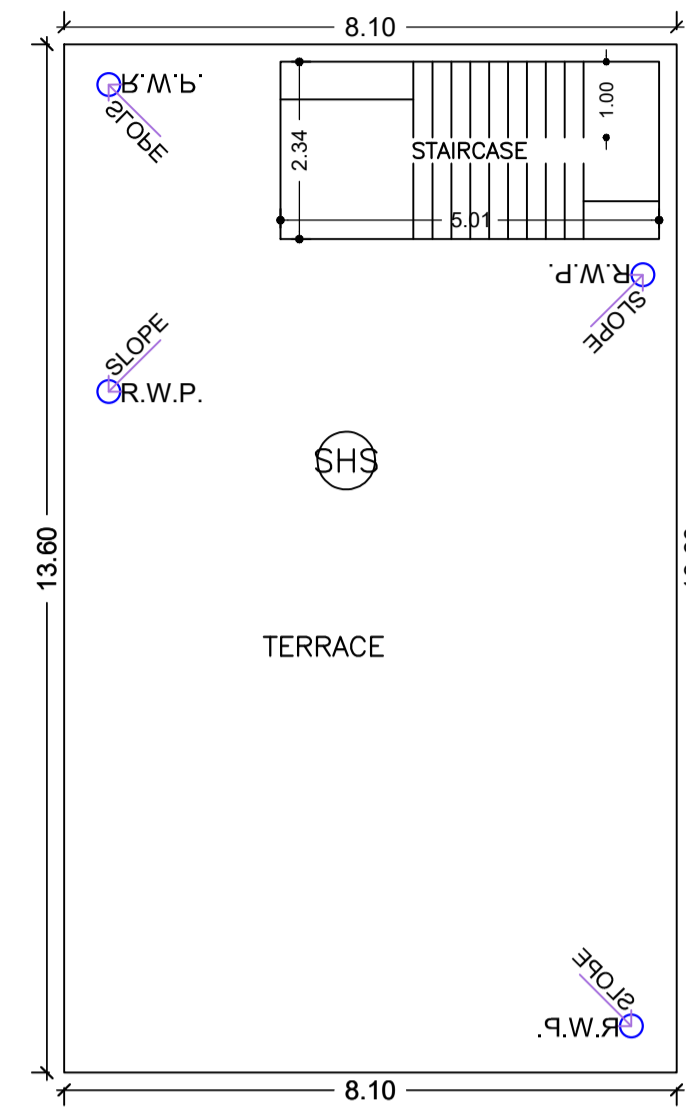 8.10
R.W.P.
SLOPE
1.00
2.34
STAIRCASE
5.01
R.W.P.
SLOPE
SLOPE
R.W.P.
SHS
13.60
TERRACE
SLOPE
R.W.P.
8.10